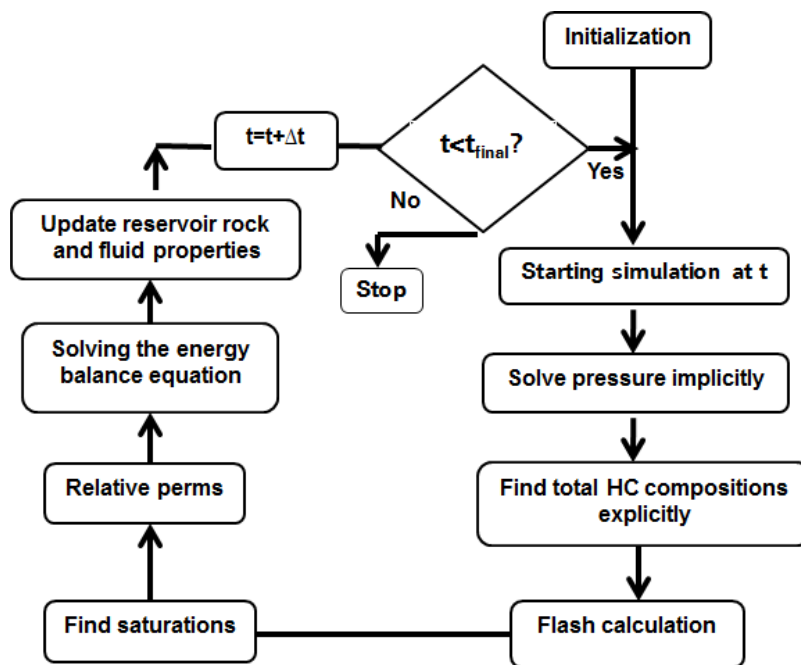 Initialization
t=t+Δt
t<t_final?
Yes
No
Update reservoir rock
and fluid properties
Stop
Starting simulation at t
Solving the energy
balance equation
Solve pressure implicitly
Relative perms
Find total HC compositions
explicitly
Find saturations
Flash calculation